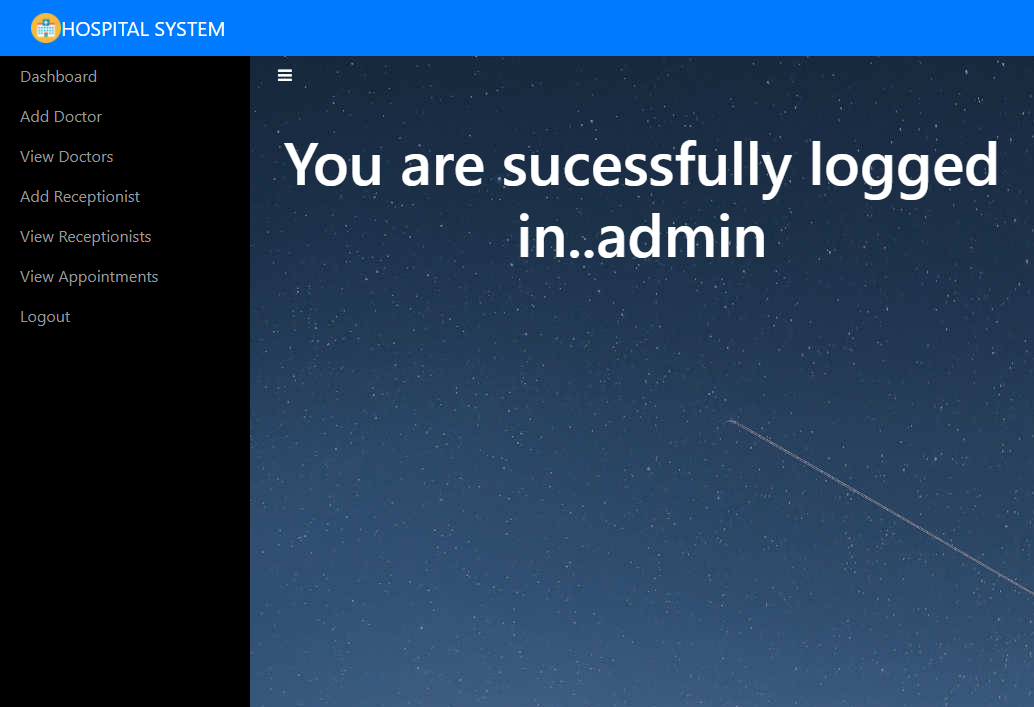 HOSPITAL SYSTEM
Dashboard
Add Doctor
View Doctors
Add Receptionist
View Receptionists
View Appointments
Logout
You are sucessfully logged
in..admin